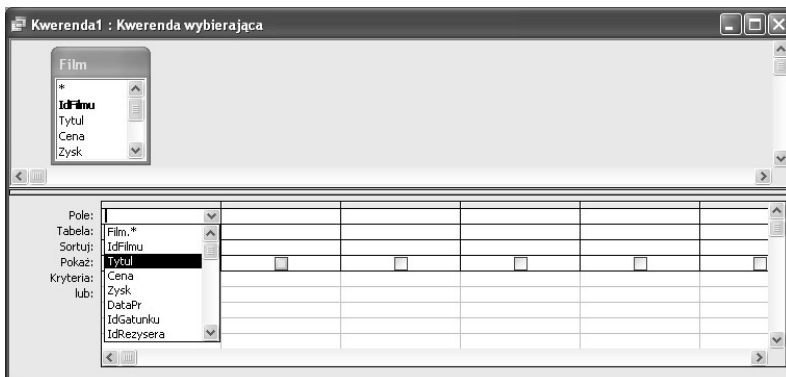 Kwerenda1 : Kwerenda wybierająca
Film
*
IdFilmu
Tytul
Cena
Zysk
Pole:
Tabela: Film.*
Sortuj: IdFilmu
Pokaż: Tytul
Kryteria: Cena
lub: Zysk
DataPr
IdGatunku
IdRezysera